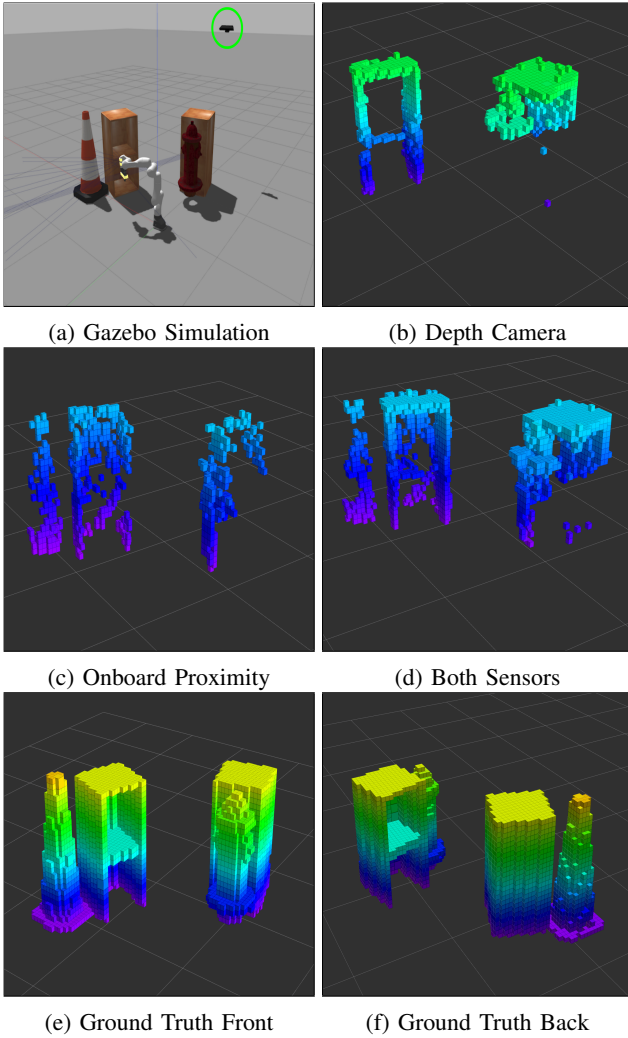 (a) Gazebo Simulation
(b) Depth Camera
(c) Onboard Proximity
(d) Both Sensors
(e) Ground Truth Front
(f) Ground Truth Back